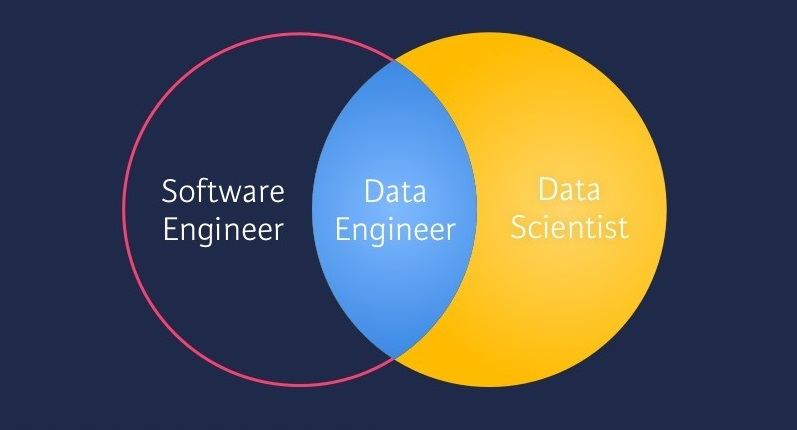 Software
Engineer
Data
Engineer
Data
Scientist